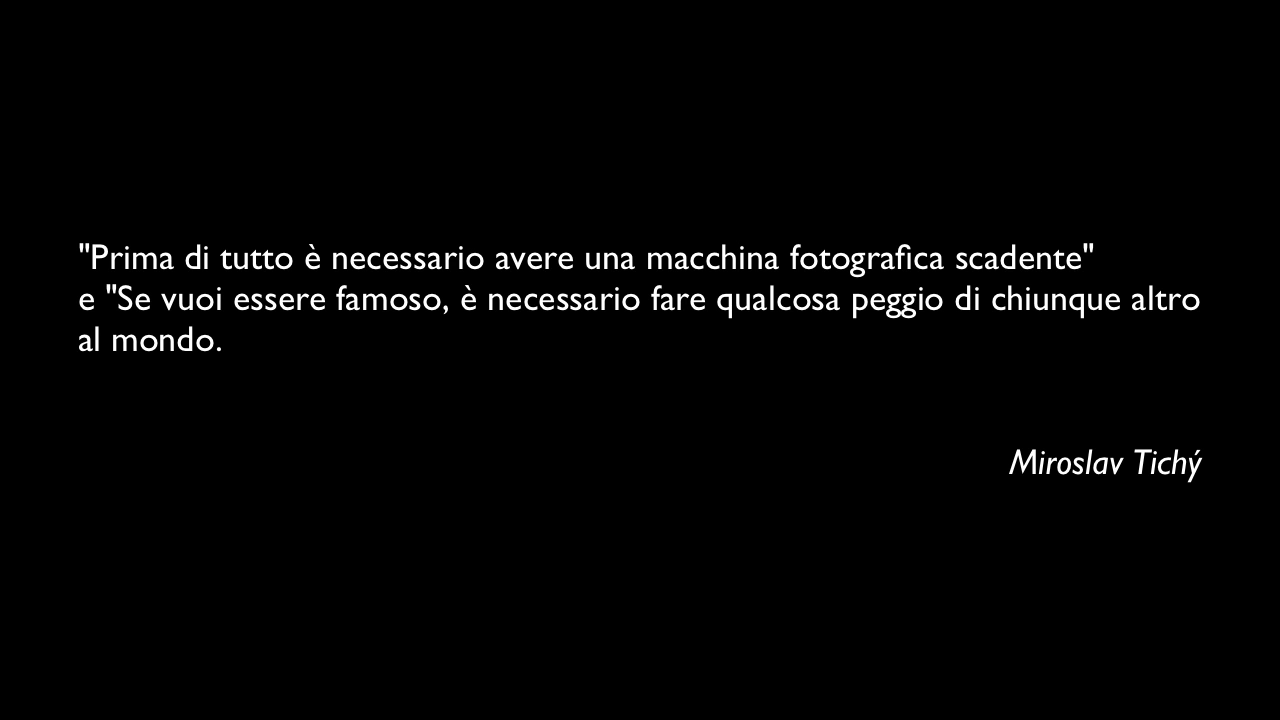 "Prima di tutto è necessario avere una macchina fotografica scadente"
e "Se vuoi essere famoso, è necessario fare qualcosa peggio di chiunque altro
al mondo.
Miroslav Tichý